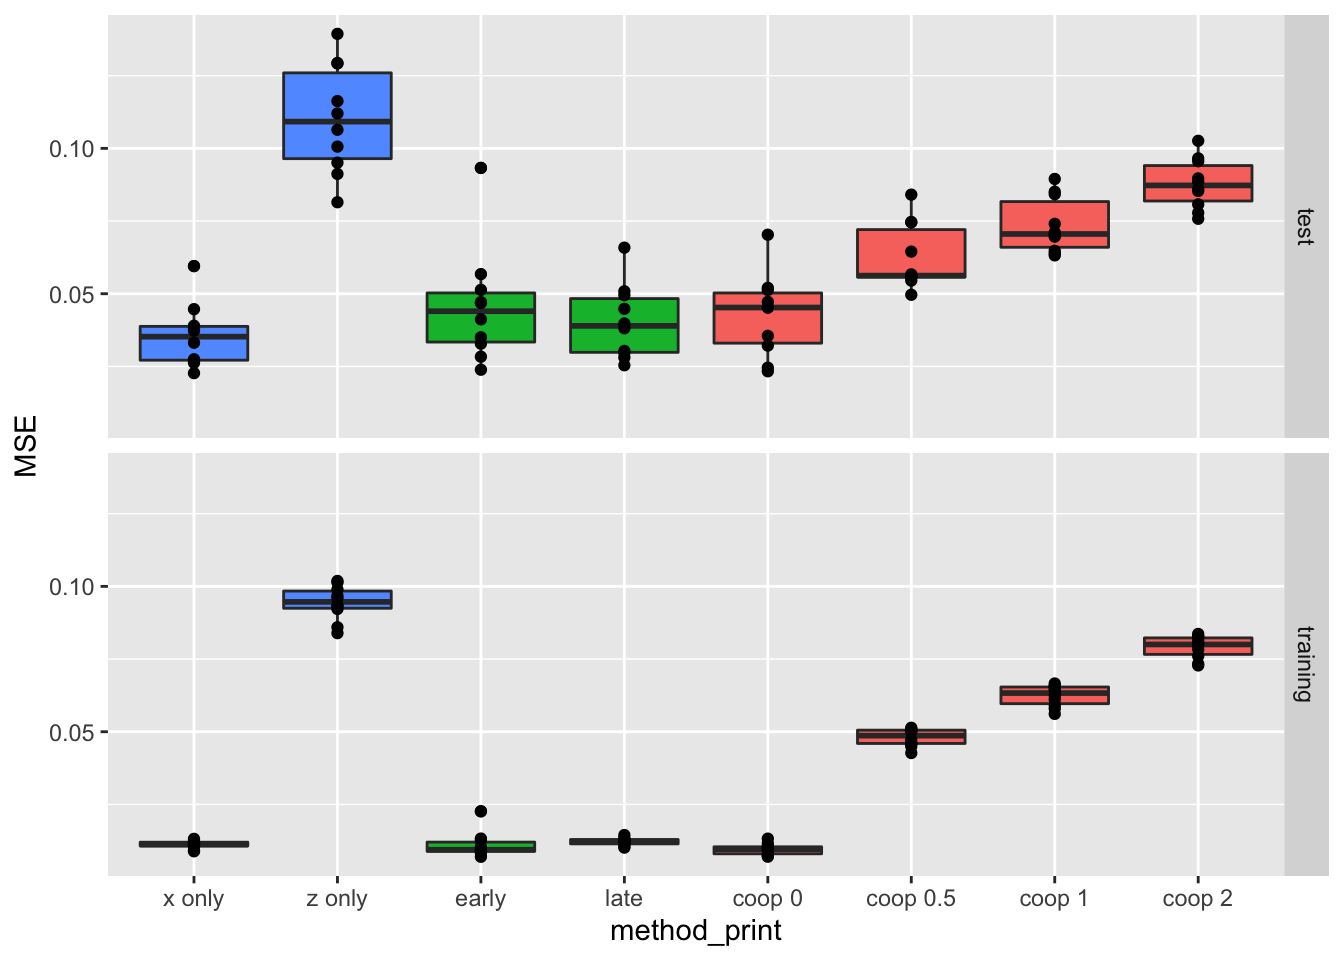 0.10
0.05
test
MSE
0.10
0.05
training
x only z only early late coop 0 coop 0.5 coop 1 coop 2
method_print